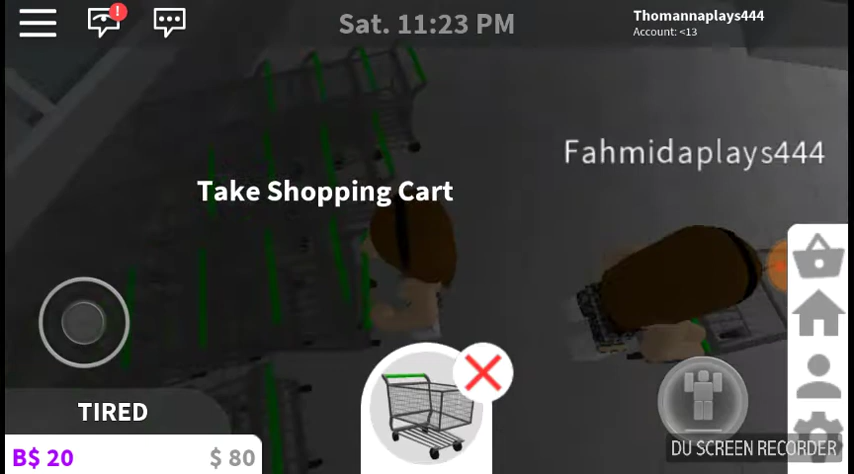 !
Sat. 11:23 PM
Thomannaplays444
Account: <13
Fahmidaplays444
Take Shopping Cart
TIRED
B$ 20
$ 80
DU SCREEN RECORDER